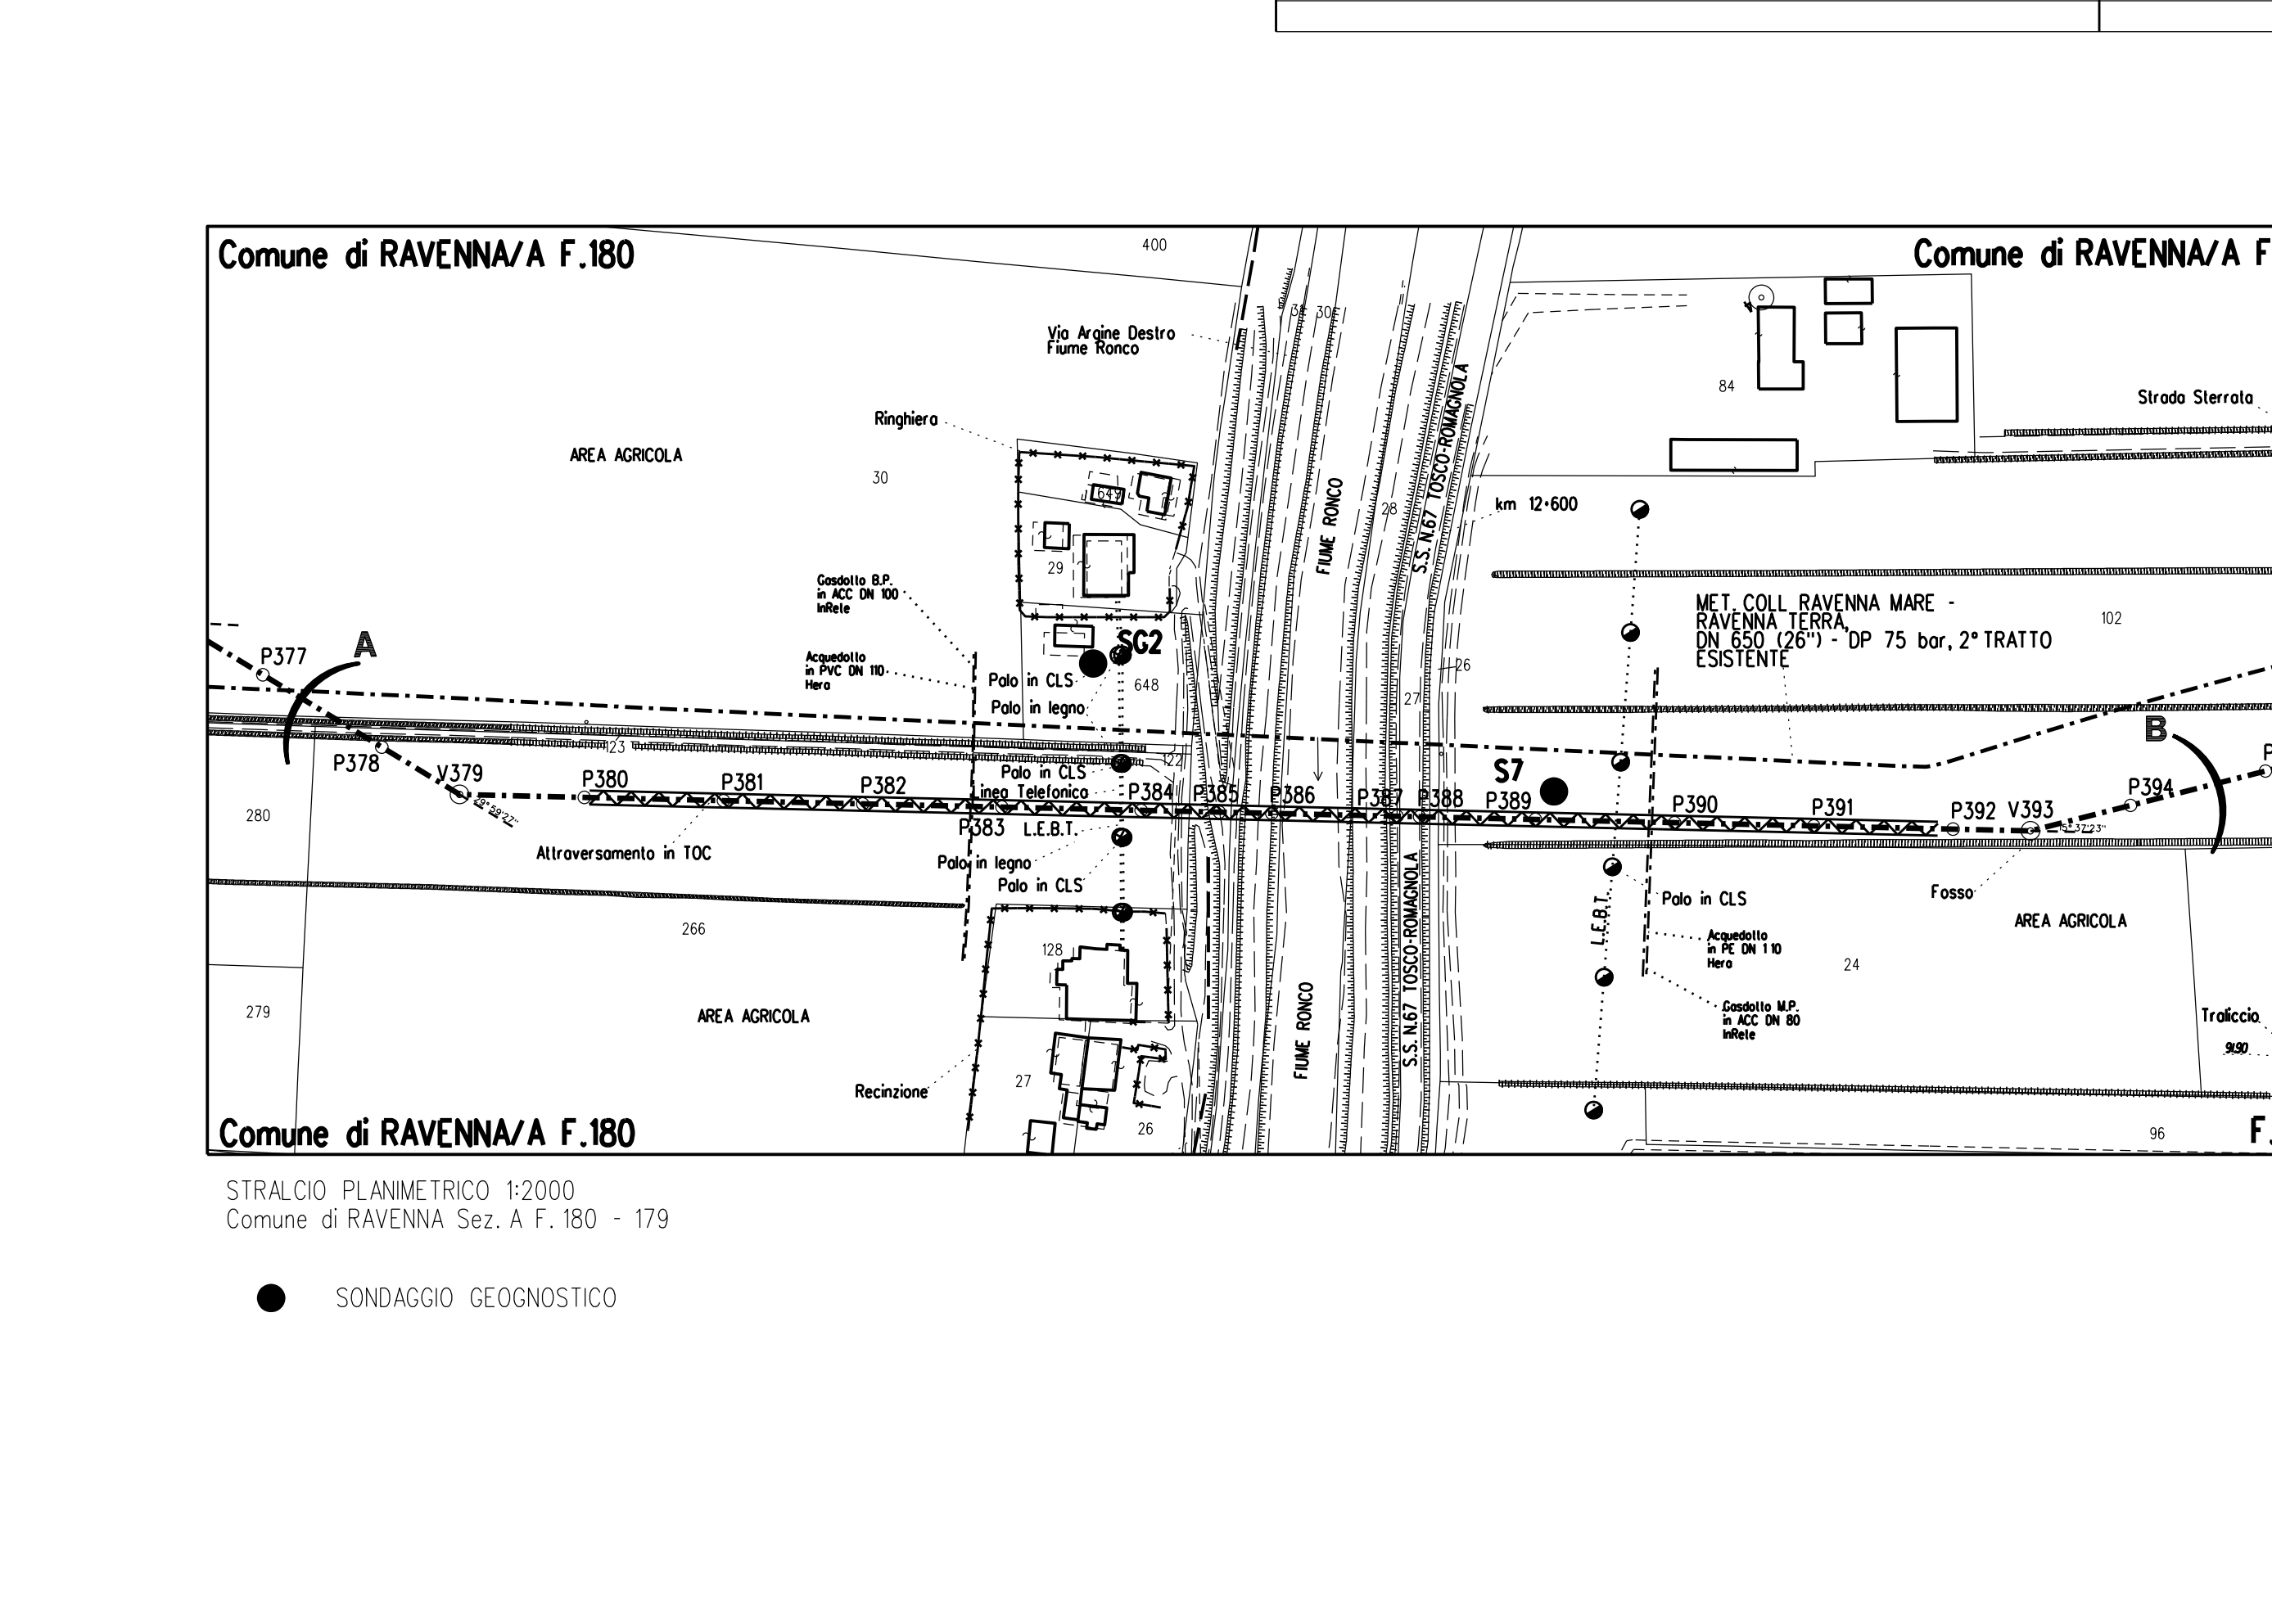 Comune di RAVENNA/A F.180
400
Comune di RAVENNA/A F
31
30
Via Argine Destro
Fiume Ronco
84
Strada Sterrata
Ringhiera
AREA AGRICOLA
30
649
FIUME RONCO
28
S.S. N.67 TOSCO-ROMAGNOLA
km 12+600
29
Gasdotto B.P.
in ACC DN 100
InRete
MET. COLL. RAVENNA MARE -
RAVENNA TERRA,
DN 650 (26") - DP 75 bar, 2° TRATTO
ESISTENTE
102
A
P377
SG2
Acquedotto
in PVC DN 110
Hera
Palo in CLS
648
Palo in legno
26
27
B
123
122
P378
V379
29°59'27"
P380
P381
P382
Palo in CLS
inea Telefonica
P383
L.E.B.T.
P384
P385
P386
P387
P388
S7
P389
P390
P391
P392
V393
15°37'23"
P394
P
280
Attraversamento in TOC
Palo in legno
Palo in CLS
Palo in CLS
Fosso
AREA AGRICOLA
266
128
L.E.B.T.
Acquedotto
in PE DN 110
Hera
24
279
AREA AGRICOLA
FIUME RONCO
S.S. N.67 TOSCO-ROMAGNOLA
Gasdotto M.P.
in ACC DN 80
InRete
Traliccio
Recinzione
27
26
96
Comune di RAVENNA/A F.180
F.
STRALCIO PLANIMETRICO 1:2000
Comune di RAVENNA Sez. A F. 180 - 179
SONDAGGIO GEOGNOSTICO